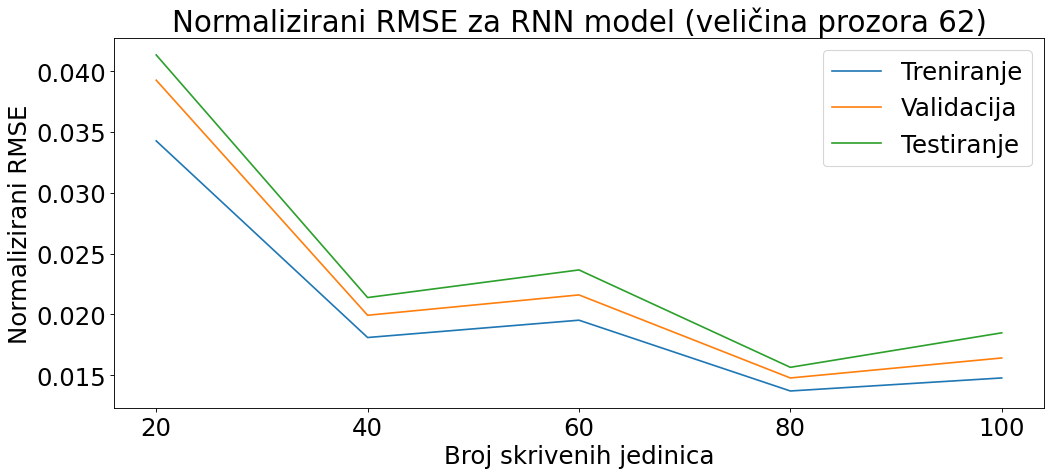 Normalizirani RMSE za RNN model (veličina prozora 62)
Normalizirani RMSE
0.040
0.035
0.030
0.025
0.020
0.015
Treniranje
Validacija
Testiranje
20 40 60 80 100
Broj skrivenih jedinica